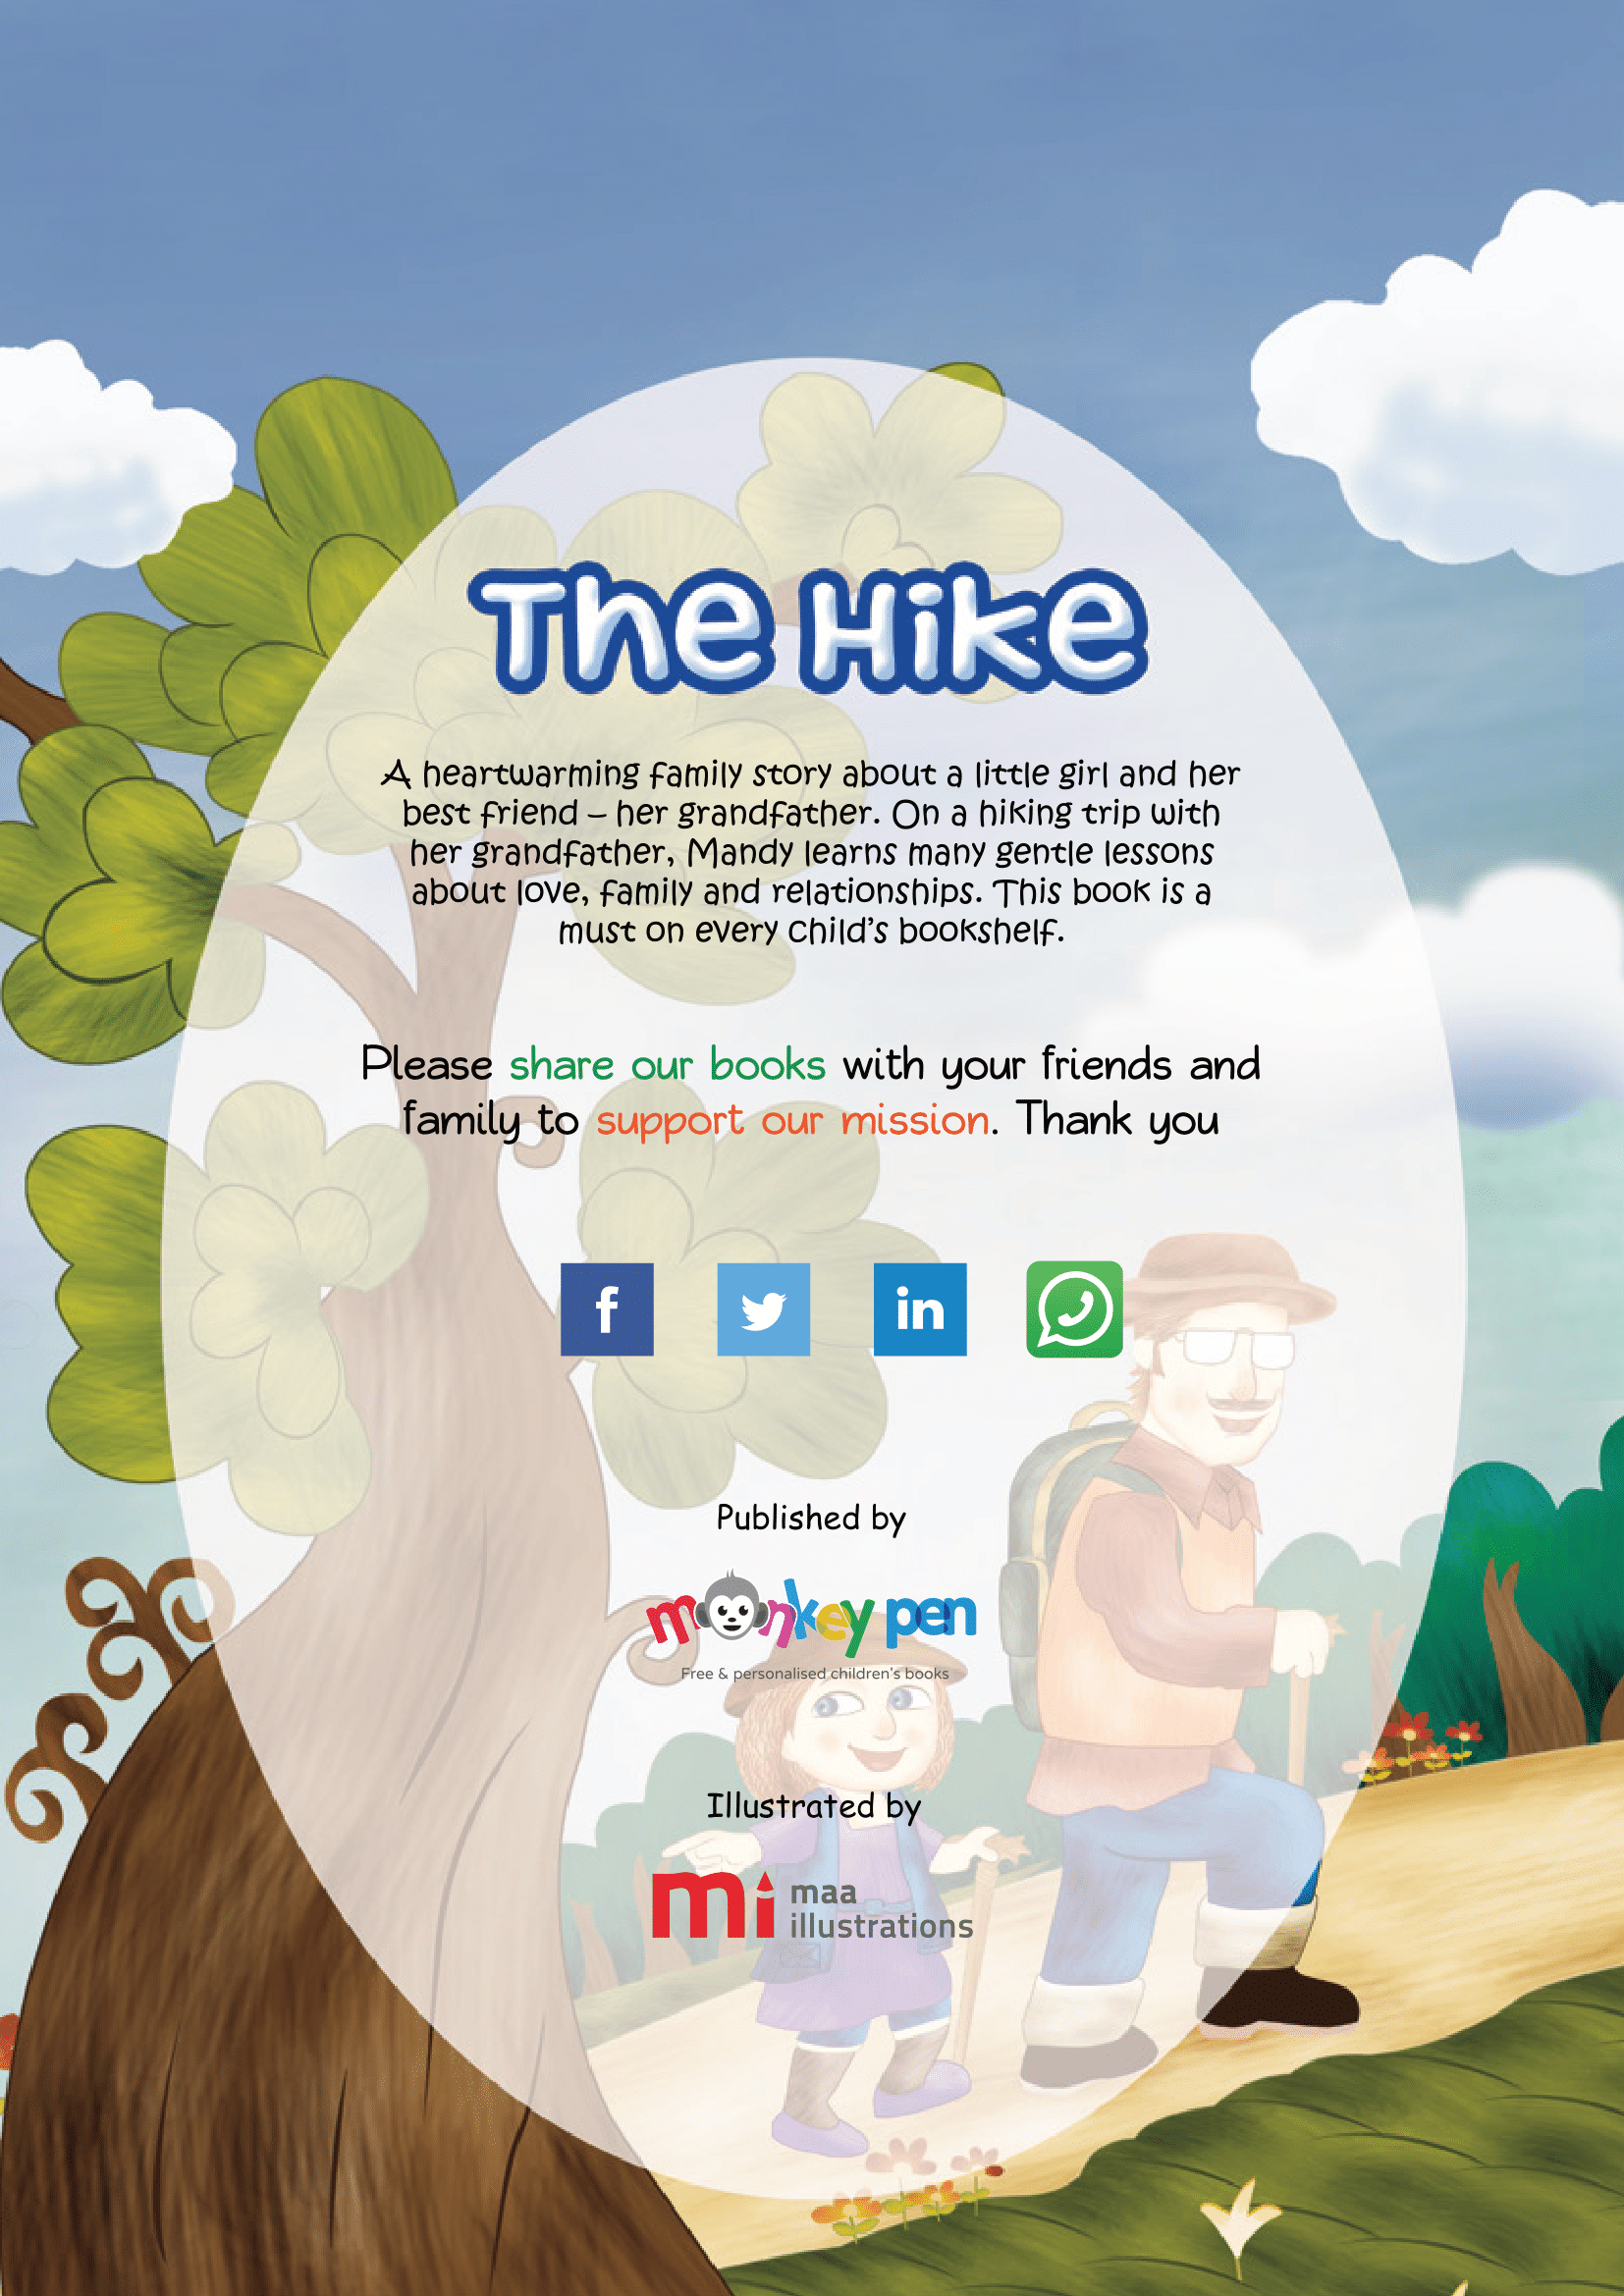 The Hike
A heartwarming family story about a little girl and her
best friend – her grandfather. On a hiking trip with
her grandfather, Mandy learns many gentle lessons
about love, family and relationships. This book is a
must on every child’s bookshelf.
Please share our books with your friends and
family to support our mission. Thank you
f in
Published by
monkey pen
Free & personalised children's books
Illustrated by
mi maa
illustrations